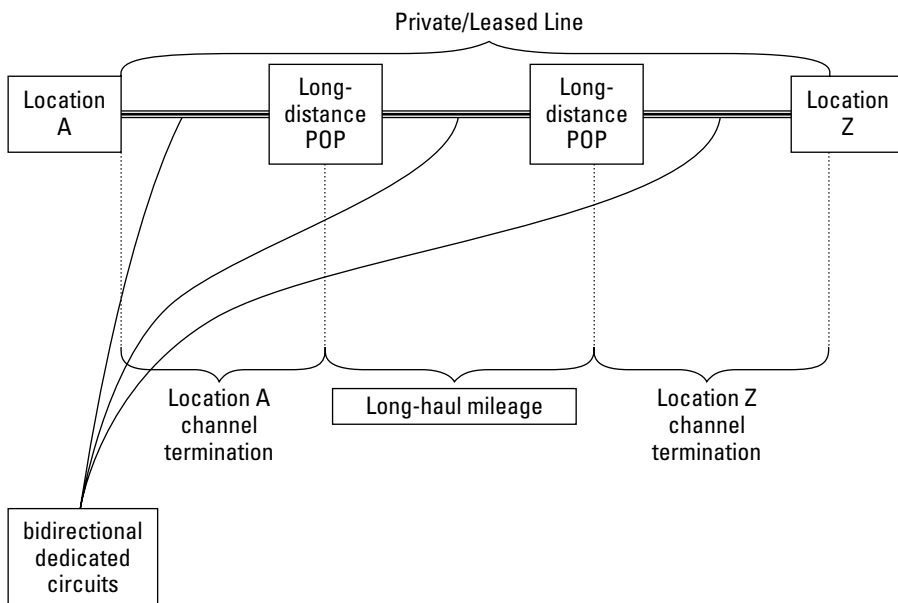 Private/Leased Line
Location
A
Long-
distance
POP
Long-
distance
POP
Location
Z
Location A
channel
termination
Long-haul mileage
Location Z
channel
termination
bidirectional
dedicated
circuits